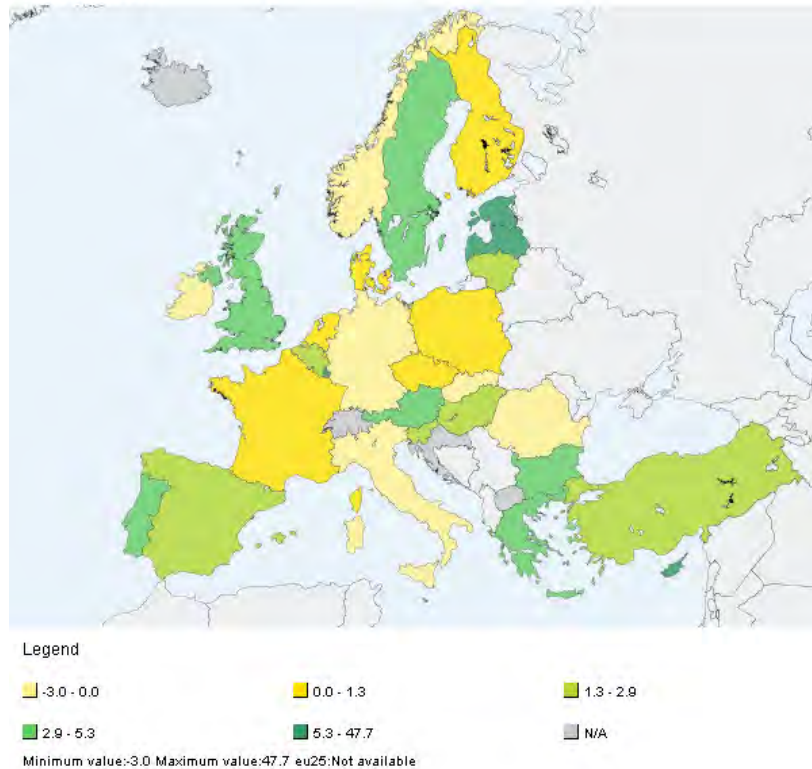 Legend
-3.0 - 0.0
0.0 - 1.3
1.3 - 2.9
2.9 - 5.3
5.3 - 47.7
N/A
Minimum value:-3.0 Maximum value:47.7 eu25:Not available